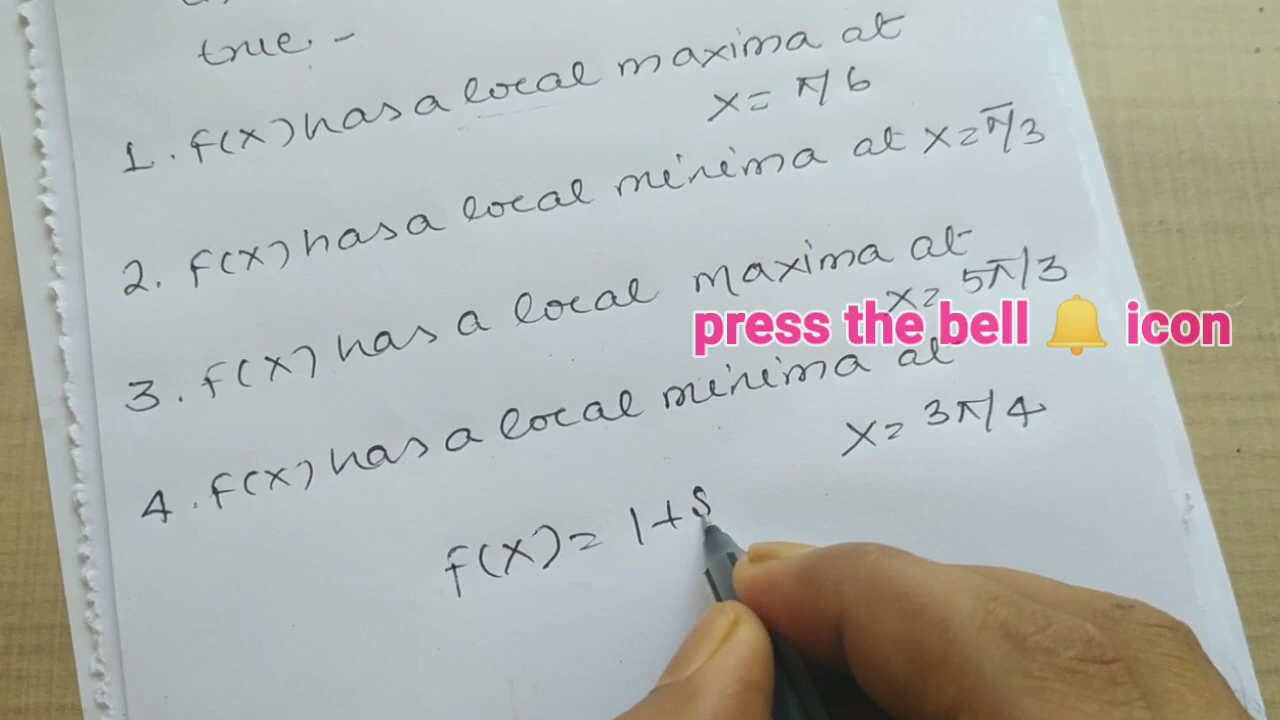 true. -
1. f(x) has a local maxima at
x = π/6
2. f(x) has a local minima at x = π/3
3. f(x) has a local maxima at
x = 5π/3
press the bell 🔔 icon
4. f(x) has a local minima at
x = 3π/4
f(x) = 1 + s